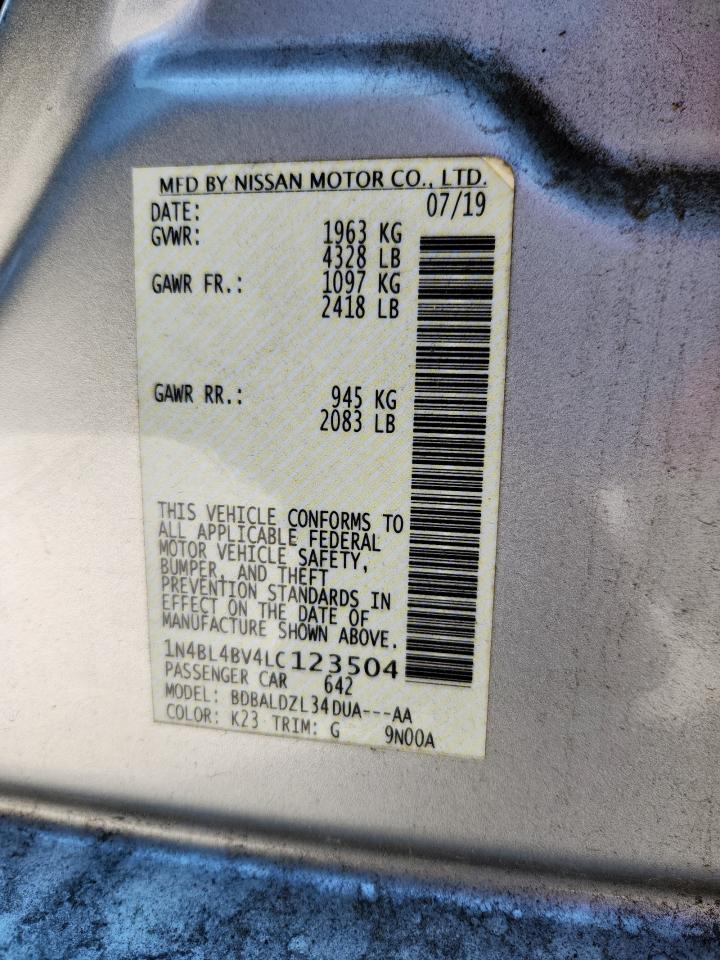 MFD BY NISSAN MOTOR CO., LTD.
DATE: 07/19
GVWR: 1963 KG
4328 LB
GAWR FR.: 1097 KG
2418 LB
GAWR RR.: 945 KG
2083 LB
THIS VEHICLE CONFORMS TO
ALL APPLICABLE FEDERAL
MOTOR VEHICLE SAFETY,
BUMPER, AND THEFT
PREVENTION STANDARDS IN
EFFECT ON THE DATE OF
MANUFACTURE SHOWN ABOVE.
1N4BL4BV4LC123504
PASSENGER CAR 642
MODEL: BDBALDZL34DUA---AA
COLOR: K23 TRIM: G 9N00A